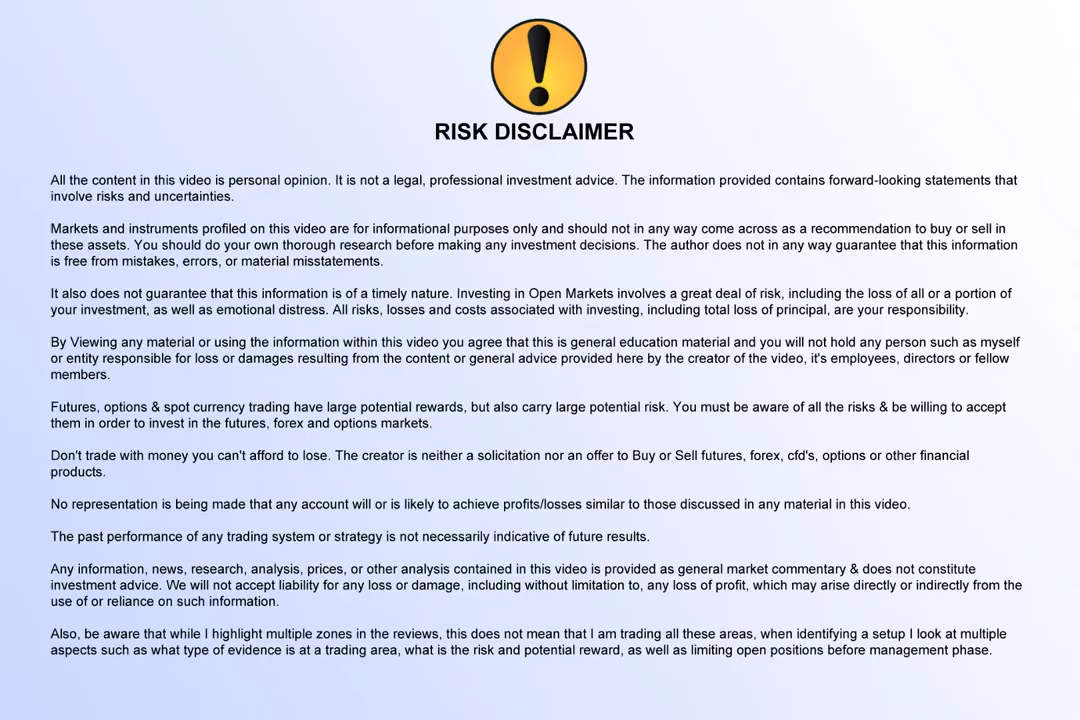 RISK DISCLAIMER
All the content in this video is personal opinion. It is not a legal, professional investment advice. The information provided contains forward-looking statements that
involve risks and uncertainties.
Markets and instruments profiled on this video are for informational purposes only and should not in any way come across as a recommendation to buy or sell in
these assets. You should do your own thorough research before making any investment decisions. The author does not in any way guarantee that this information
is free from mistakes, errors, or material misstatements.
It also does not guarantee that this information is of a timely nature. Investing in Open Markets involves a great deal of risk, including the loss of all or a portion of
your investment, as well as emotional distress. All risks, losses and costs associated with investing, including total loss of principal, are your responsibility.
By Viewing any material or using the information within this video you agree that this is general education material and you will not hold any person such as myself
or entity responsible for loss or damages resulting from the content or general advice provided here by the creator of the video, it's employees, directors or fellow
members.
Futures, options & spot currency trading have large potential rewards, but also carry large potential risk. You must be aware of all the risks & be willing to accept
them in order to invest in the futures, forex and options markets.
Don't trade with money you can't afford to lose. The creator is neither a solicitation nor an offer to Buy or Sell futures, forex, cfd's, options or other financial
products.
No representation is being made that any account will or is likely to achieve profits/losses similar to those discussed in any material in this video.
The past performance of any trading system or strategy is not necessarily indicative of future results.
Any information, news, research, analysis, prices, or other analysis contained in this video is provided as general market commentary & does not constitute
investment advice. We will not accept liability for any loss or damage, including without limitation to, any loss of profit, which may arise directly or indirectly from the
use of or reliance on such information.
Also, be aware that while I highlight multiple zones in the reviews, this does not mean that I am trading all these areas, when identifying a setup I look at multiple
aspects such as what type of evidence is at a trading area, what is the risk and potential reward, as well as limiting open positions before management phase.